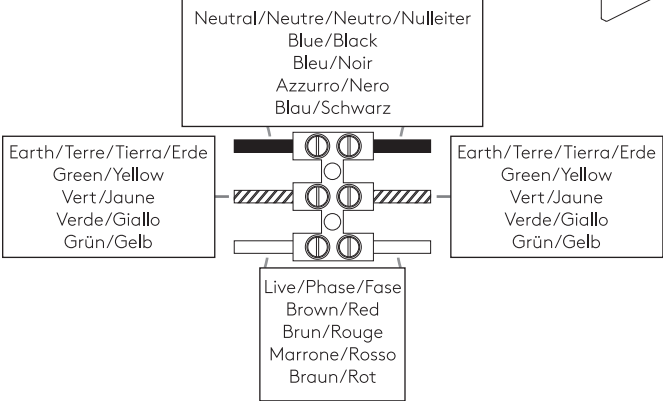 Neutral/Neutre/Neutro/Nulleiter
Blue/Black
Bleu/Noir
Azzurro/Nero
Blau/Schwarz
Earth/Terre/Tierra/Erde
Green/Yellow
Vert/Jaune
Verde/Giallo
Grün/Gelb
Earth/Terre/Tierra/Erde
Green/Yellow
Vert/Jaune
Verde/Giallo
Grün/Gelb
Live/Phase/Fase
Brown/Red
Brun/Rouge
Marrone/Rosso
Braun/Rot